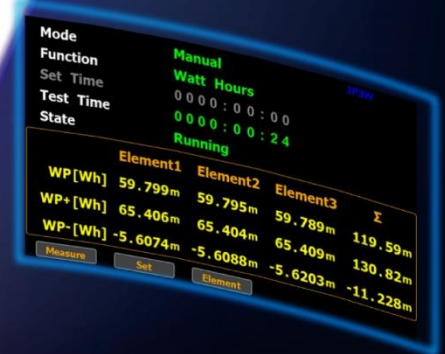 Mode Manual 1P3W
Function Watt Hours
Set Time 0000:00:00
Test Time 0000:00:24
State Running
Element1 Element2 Element3 Σ
WP[Wh] 59.799m 59.795m 59.789m 119.59m
WP+[Wh] 65.406m 65.404m 65.409m 130.82m
WP-[Wh] -5.6074m -5.6088m -5.6203m -11.228m
Measure Set Element